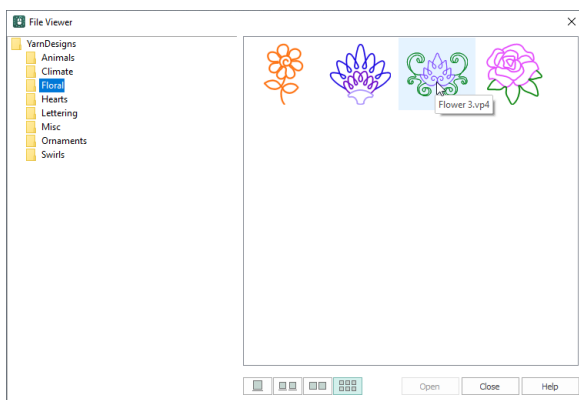 File Viewer
YarnDesigns
Animals
Climate
Floral
Hearts
Lettering
Misc
Ornaments
Swirls
Flower 3.vp4
Open
Close
Help